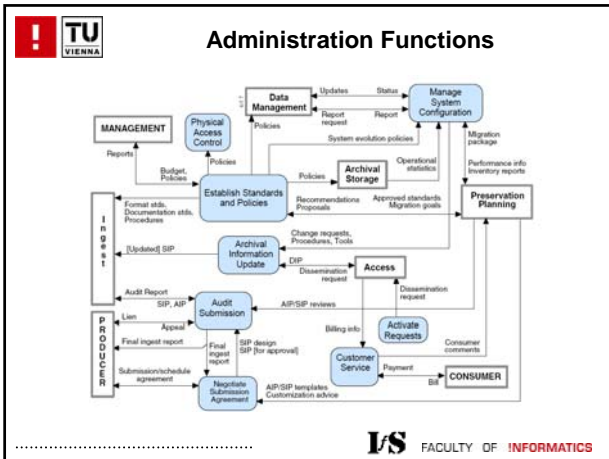 !
TU
VIENNA
Administration Functions
Data
Management
Updates
Status
Report
request
Report
Manage
System
Configuration
Physical
Access
Control
MANAGEMENT
Policies
System evolution policies
Migration
package
Reports
Policies
Budget,
Policies
Policies
Archival
Storage
Operational
statistics
Performance info
Inventory reports
Establish Standards
and Policies
Recommendations
Proposals
Approved standards
Migration goals
Preservation
Planning
Format stds.
Documentation stds.
Procedures
Ingest
Change requests,
Procedures, Tools
[Updated] SIP
Archival
Information
Update
DIP
Dissemination
request
Access
Audit Report
SIP, AIP
Audit
Submission
AIP/SIP reviews
Dissemination
request
PRODUCER
Lien
Appeal
Billing info
Activate
Requests
Final ingest report
Final
ingest
report
SIP design
SIP [for approval]
Customer
Service
Consumer
comments
Submission/schedule
agreement
Payment
Bill
CONSUMER
Negotiate
Submission
Agreement
AIP/SIP templates
Customization advice
IfS FACULTY OF !NFORMATICS